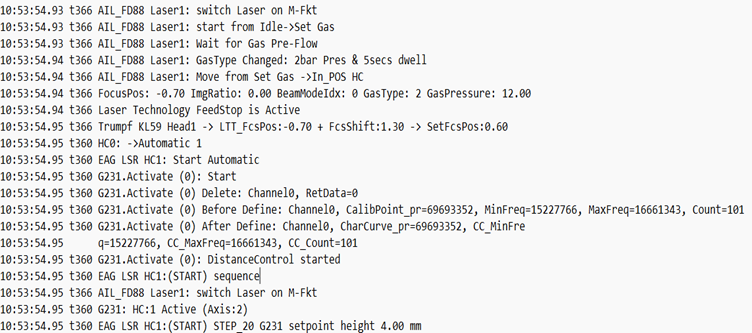 10:53:54.93 t366 AIL_FD88 Laser1: switch Laser on M-Fkt
10:53:54.93 t366 AIL_FD88 Laser1: start from Idle->Set Gas
10:53:54.93 t366 AIL_FD88 Laser1: Wait for Gas Pre-Flow
10:53:54.94 t366 AIL_FD88 Laser1: GasType Changed: 2bar Pres & 5secs dwell
10:53:54.94 t366 AIL_FD88 Laser1: Move from Set Gas ->In_POS HC
10:53:54.94 t366 FocusPos: -0.70 ImgRatio: 0.00 BeamModeIdx: 0 GasType: 2 GasPressure: 12.00
10:53:54.94 t366 Laser Technology FeedStop is Active
10:53:54.95 t366 Trumpf KL59 Head1 -> LTT_FcsPos:-0.70 + FcsShift:1.30 -> SetFcsPos:0.60
10:53:54.95 t360 HC0: ->Automatic 1
10:53:54.95 t360 EAG LSR HC1: Start Automatic
10:53:54.95 t360 G231.Activate (0): Start
10:53:54.95 t360 G231.Activate (0) Delete: Channel0, RetData=0
10:53:54.95 t360 G231.Activate (0) Before Define: Channel0, CalibPoint_pr=69693352, MinFreq=15227766, MaxFreq=16661343, Count=101
10:53:54.95 t360 G231.Activate (0) After Define: Channel0, CharCurve_pr=69693352, CC_MinFre
10:53:54.95 q=15227766, CC_MaxFreq=16661343, CC_Count=101
10:53:54.95 t360 G231.Activate (0): DistanceControl started
10:53:54.95 t360 EAG LSR HC1:(START) sequence
10:53:54.95 t366 AIL_FD88 Laser1: switch Laser on M-Fkt
10:53:54.95 t360 G231: HC:1 Active (Axis:2)
10:53:54.95 t360 EAG LSR HC1:(START) STEP_20 G231 setpoint height 4.00 mm